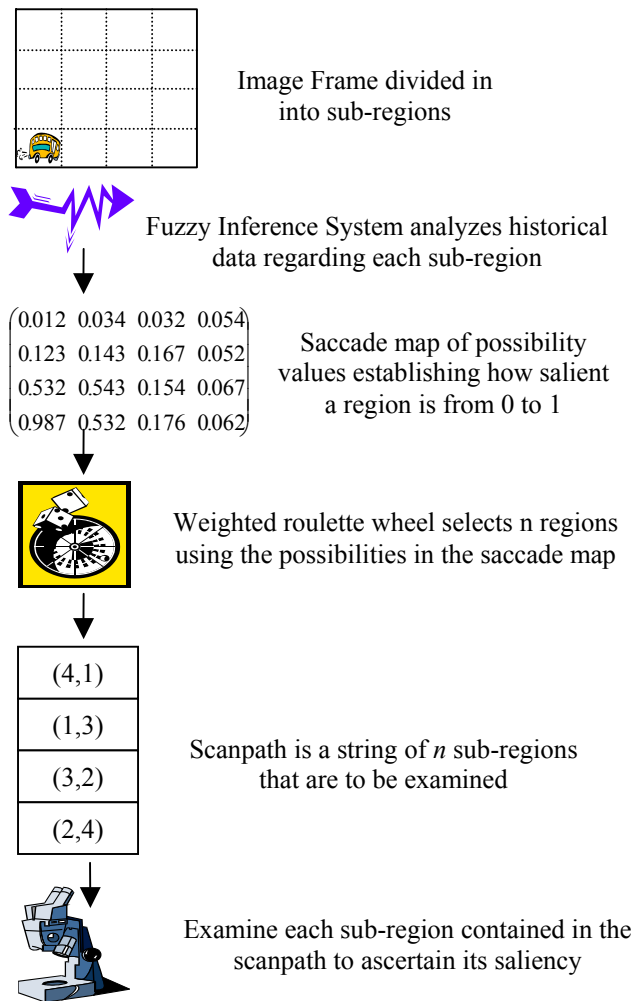 Image Frame divided in
into sub-regions
Fuzzy Inference System analyzes historical
data regarding each sub-region
0.012 0.034 0.032 0.054
0.123 0.143 0.167 0.052
0.532 0.543 0.154 0.067
0.987 0.532 0.176 0.062
Saccade map of possibility
values establishing how salient
a region is from 0 to 1
Weighted roulette wheel selects n regions
using the possibilities in the saccade map
(4,1)
(1,3)
(3,2)
(2,4)
Scanpath is a string of n sub-regions
that are to be examined
Examine each sub-region contained in the
scanpath to ascertain its saliency